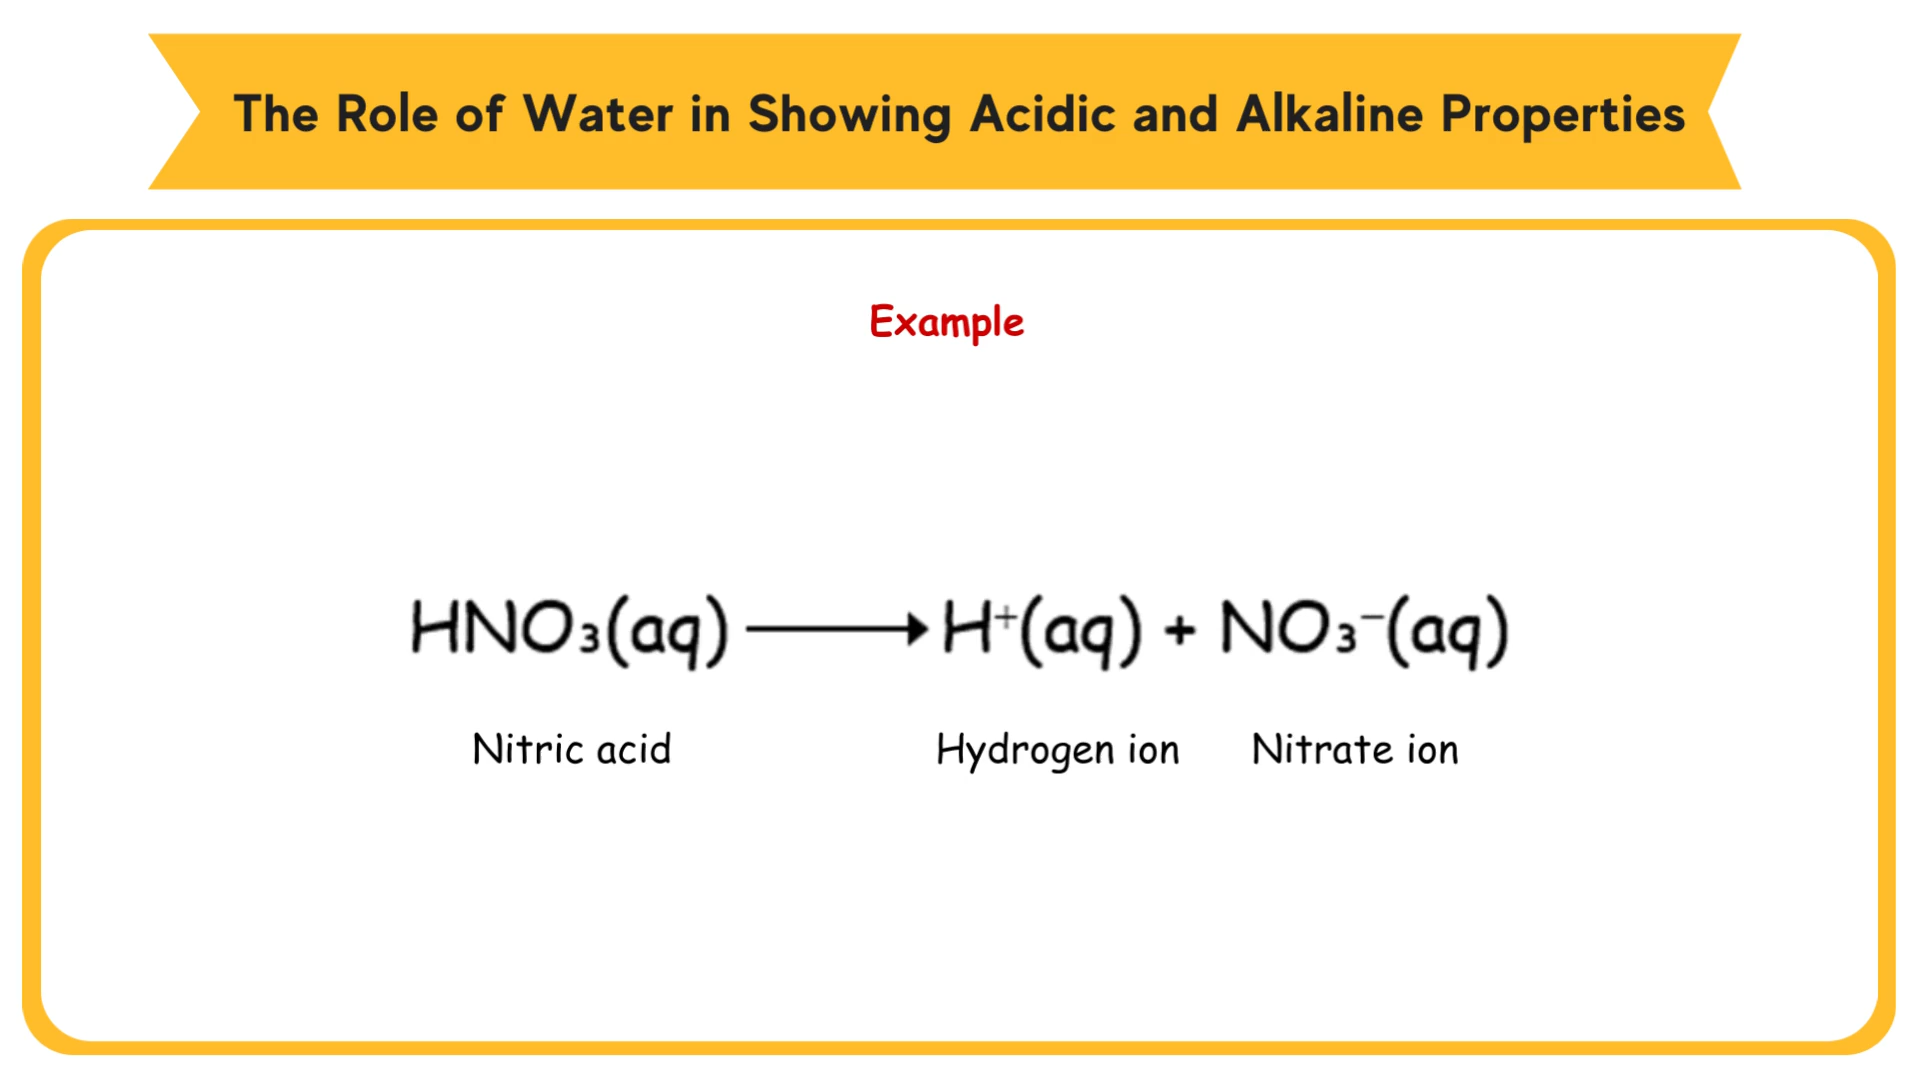 The Role of Water in Showing Acidic and Alkaline Properties
Example
HNO₃(aq) ⟶ H⁺(aq) + NO₃⁻(aq)
Nitric acid Hydrogen ion Nitrate ion